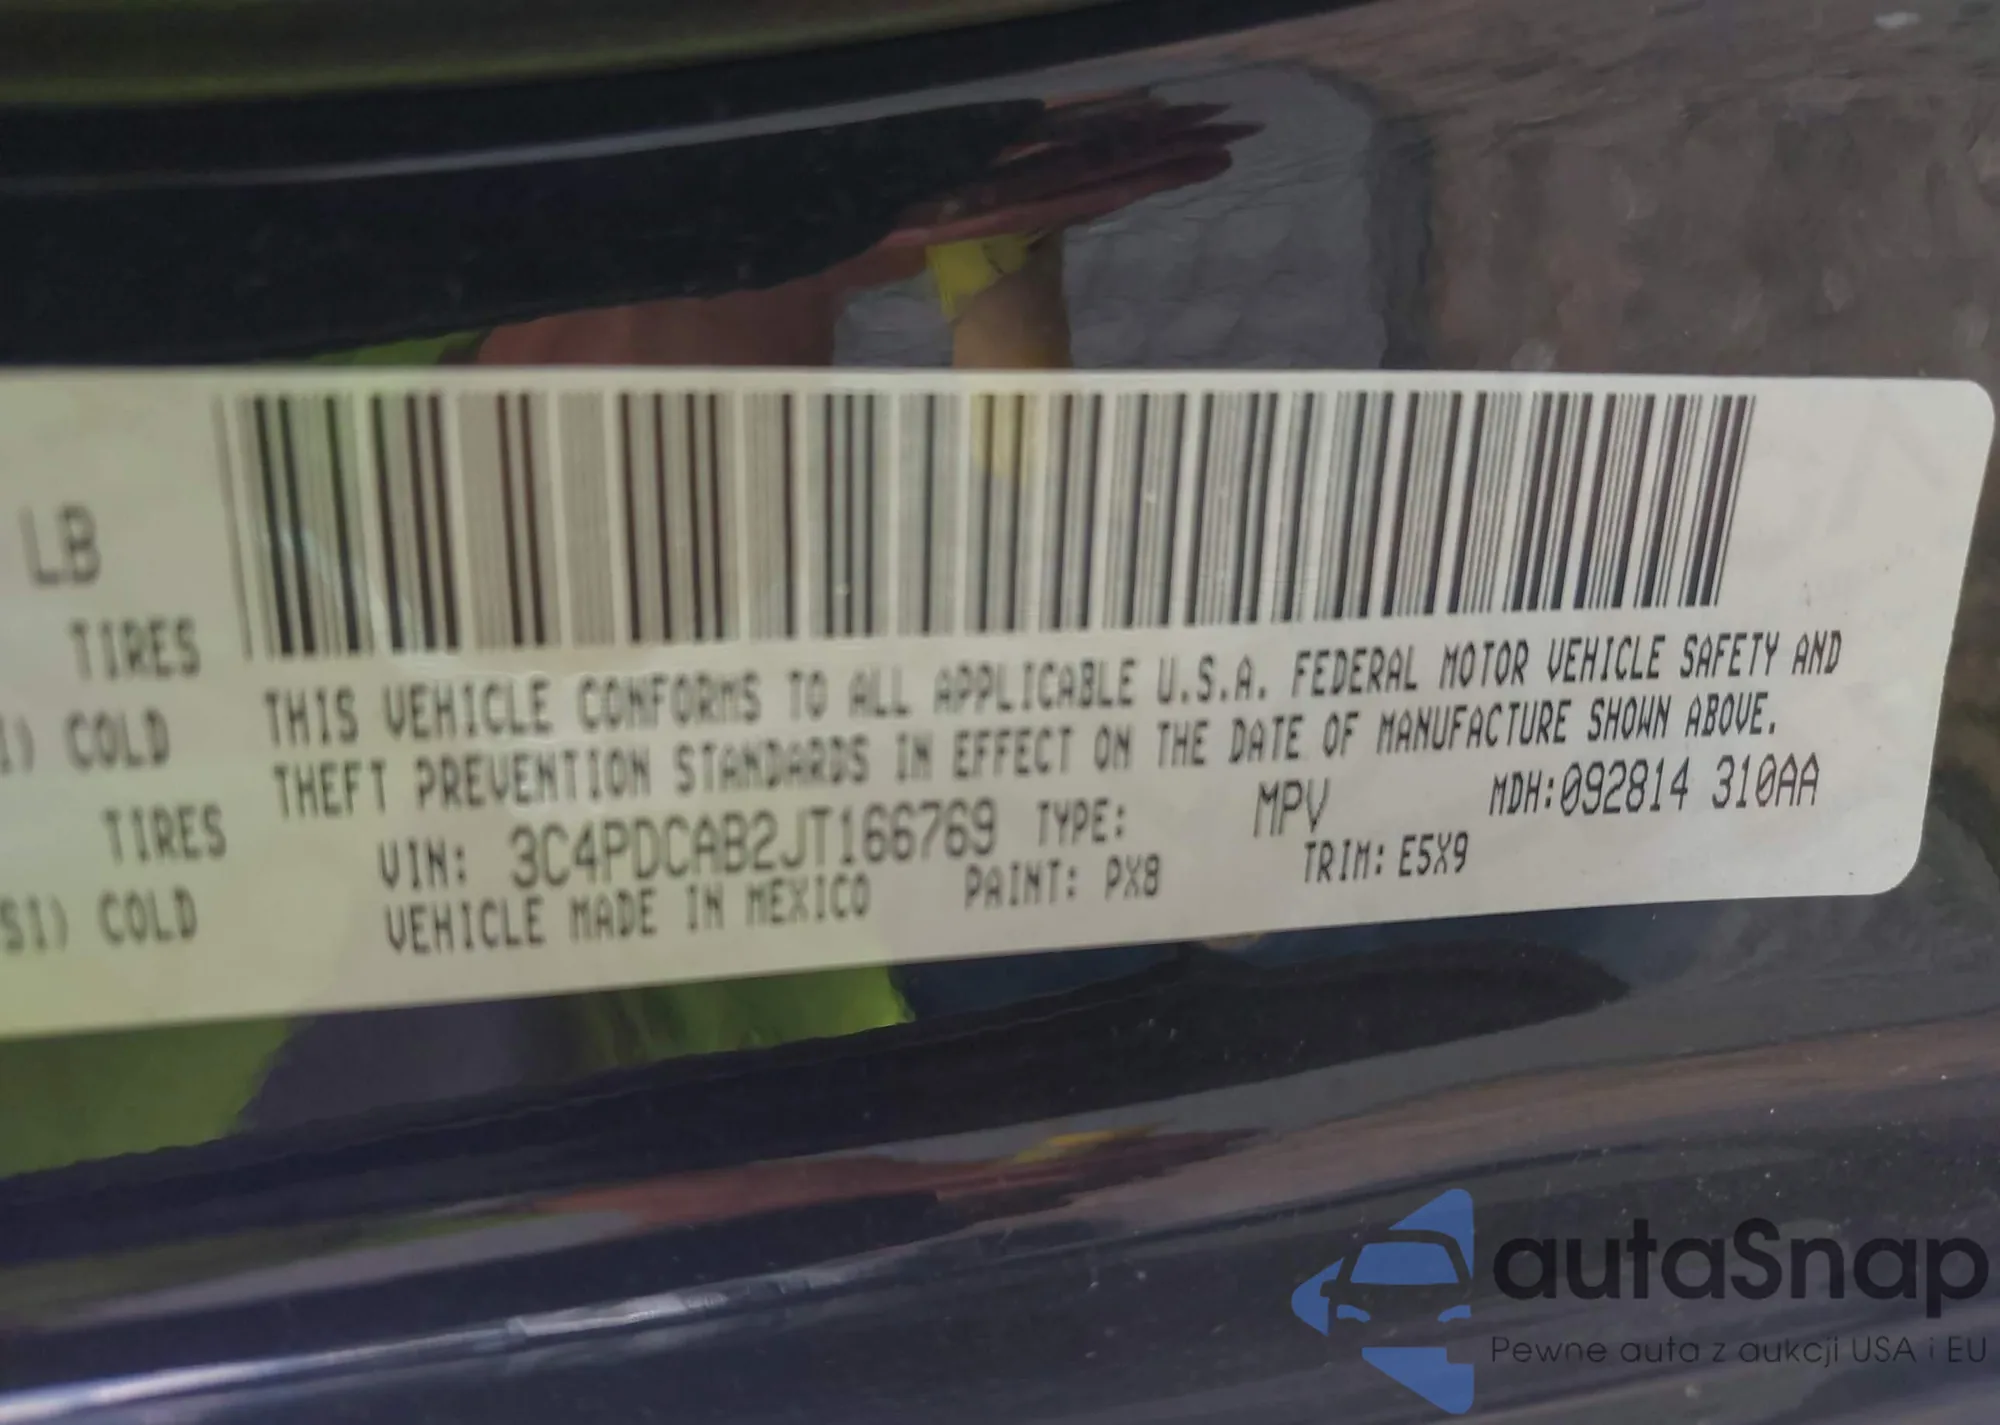 LB
TIRES
) COLD
TIRES
SI) COLD
THIS VEHICLE CONFORMS TO ALL APPLICABLE U.S.A. FEDERAL MOTOR VEHICLE SAFETY AND
THEFT PREVENTION STANDARDS IN EFFECT ON THE DATE OF MANUFACTURE SHOWN ABOVE.
VIN: 3C4PDCAB2JT166769 TYPE: MPV MDH:092814 310AA
VEHICLE MADE IN MEXICO PAINT: PX8 TRIM: E5X9
autaSnap
Pewne auta z aukcji USA i EU